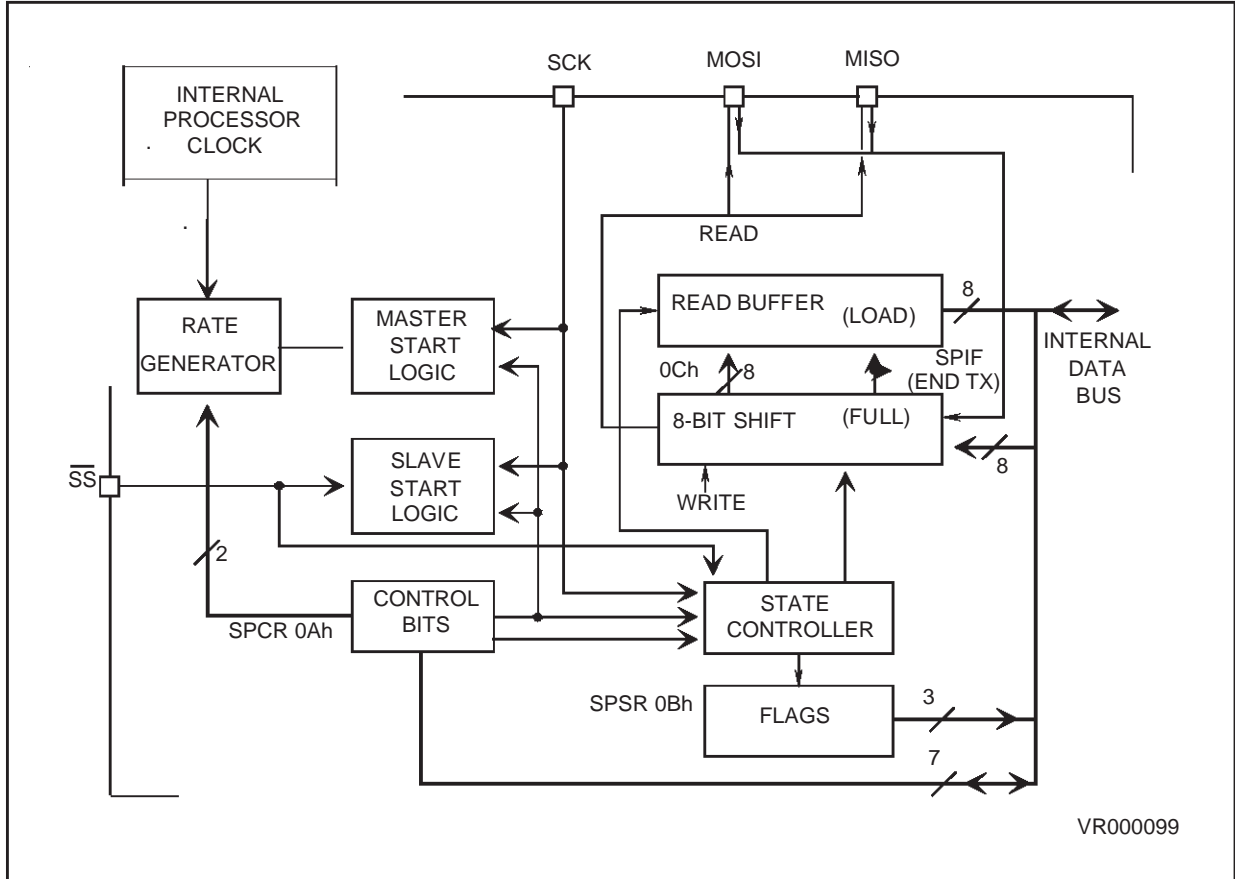 SCK MOSI MISO
INTERNAL
PROCESSOR
CLOCK
READ
RATE
GENERATOR
MASTER
START
LOGIC
READ BUFFER (LOAD)
8
INTERNAL
DATA
BUS
0Ch 8
SPIF
(END TX)
8-BIT SHIFT (FULL)
8
WRITE
SS
SLAVE
START
LOGIC
2
SPCR 0Ah
CONTROL
BITS
STATE
CONTROLLER
SPSR 0Bh
FLAGS
3
7
VR000099